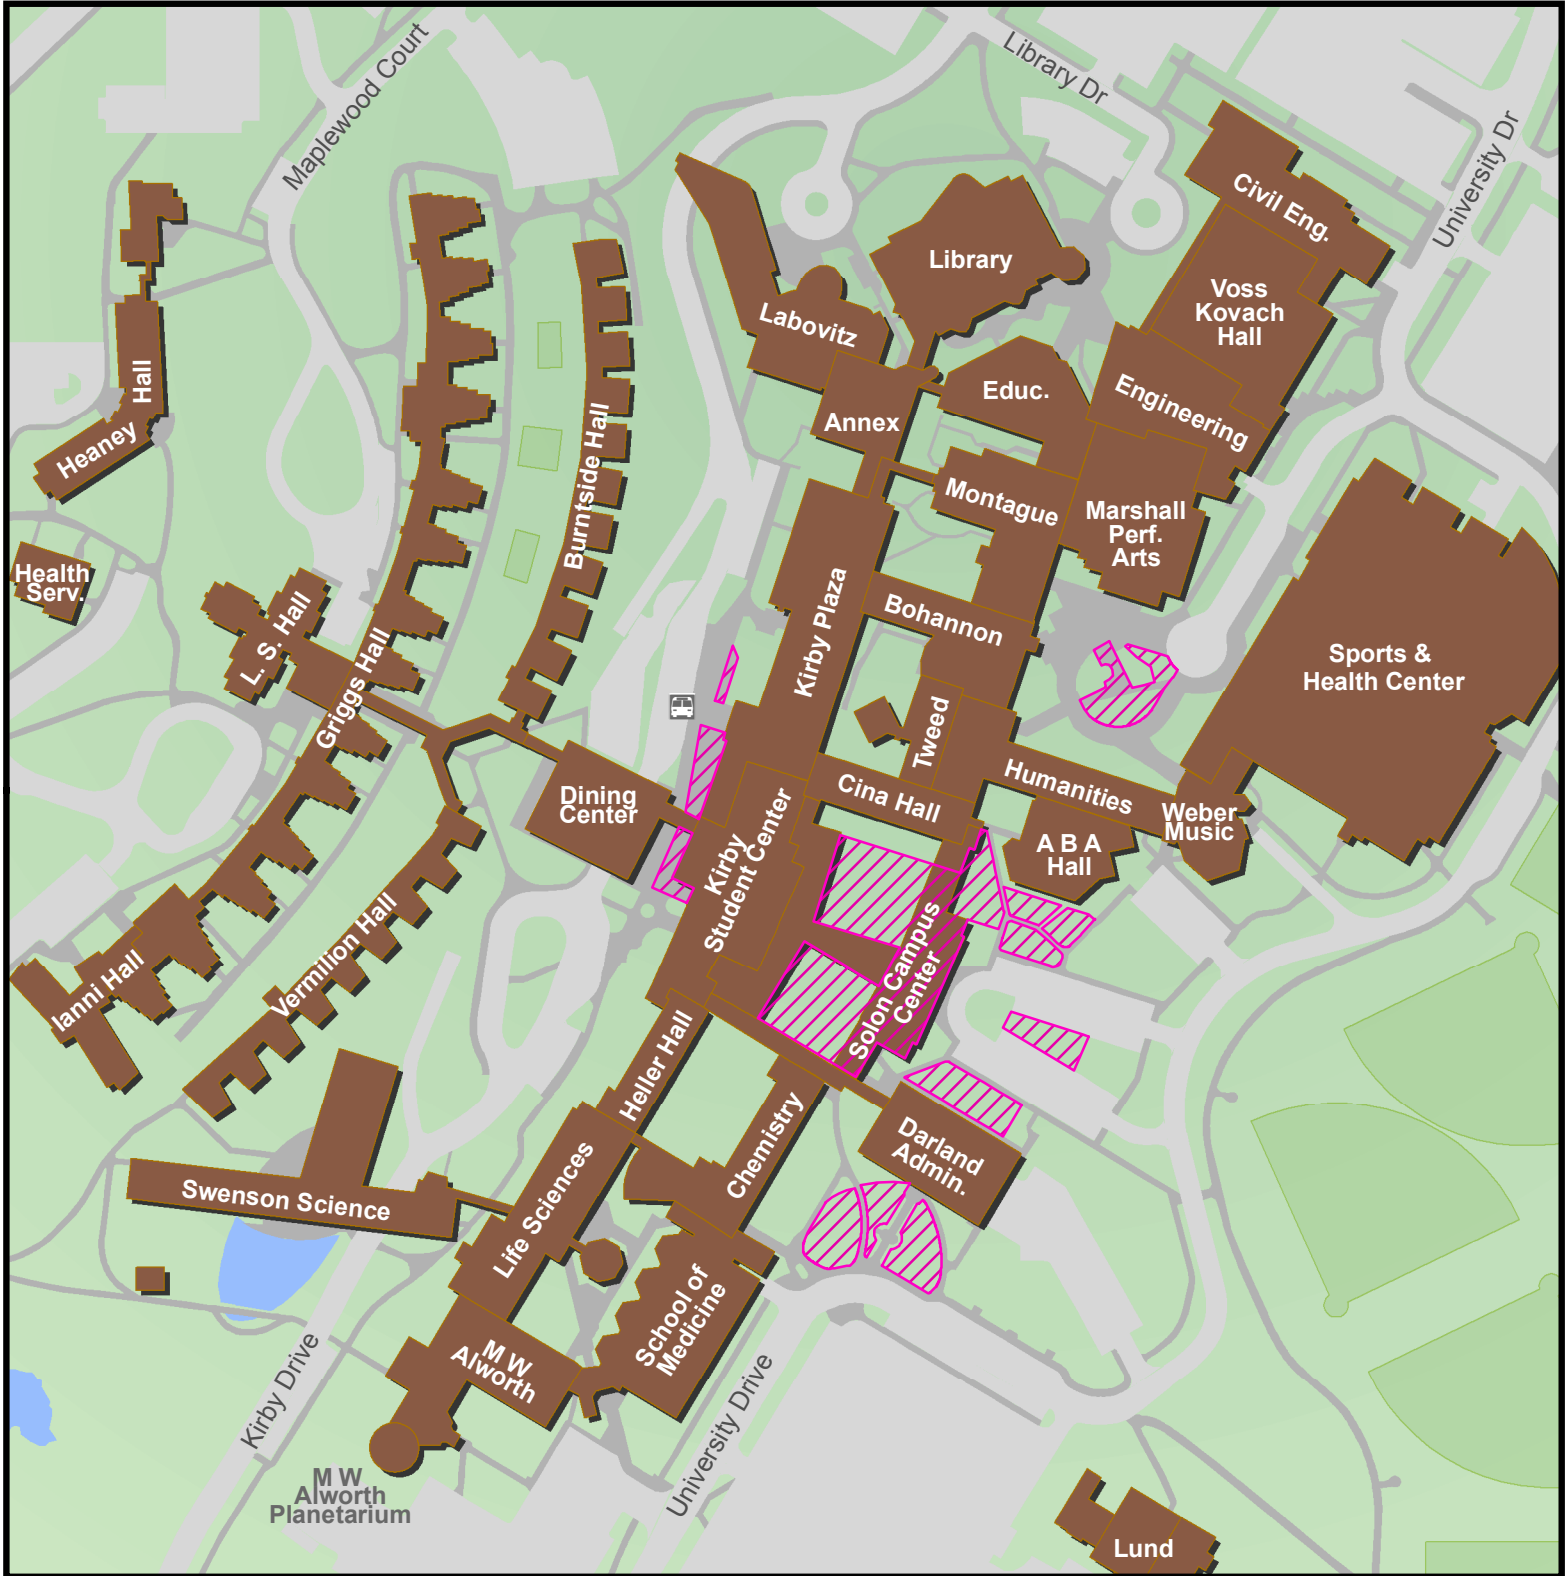 Maplewood Court
Library Dr
University Dr
Civil Eng.
Library
Voss
Kovach
Hall
Labovitz
Hall
Educ.
Engineering
Annex
Heaney
Burntside Hall
Montague
Marshall
Perf.
Arts
Health
Serv.
L. S. Hall
Kirby Plaza
Bohannon
Griggs Hall
Sports &
Health Center
Tweed
Humanities
Dining
Center
Cina Hall
Weber
Music
Kirby
Student Center
A B A
Hall
Ianni Hall
Vermilion Hall
Solon Campus
Center
Heller Hall
Chemistry
Darland
Admin.
Swenson Science
Life Sciences
School of
Medicine
M W
Alworth
Kirby Drive
University Drive
M W
Alworth
Planetarium
Lund